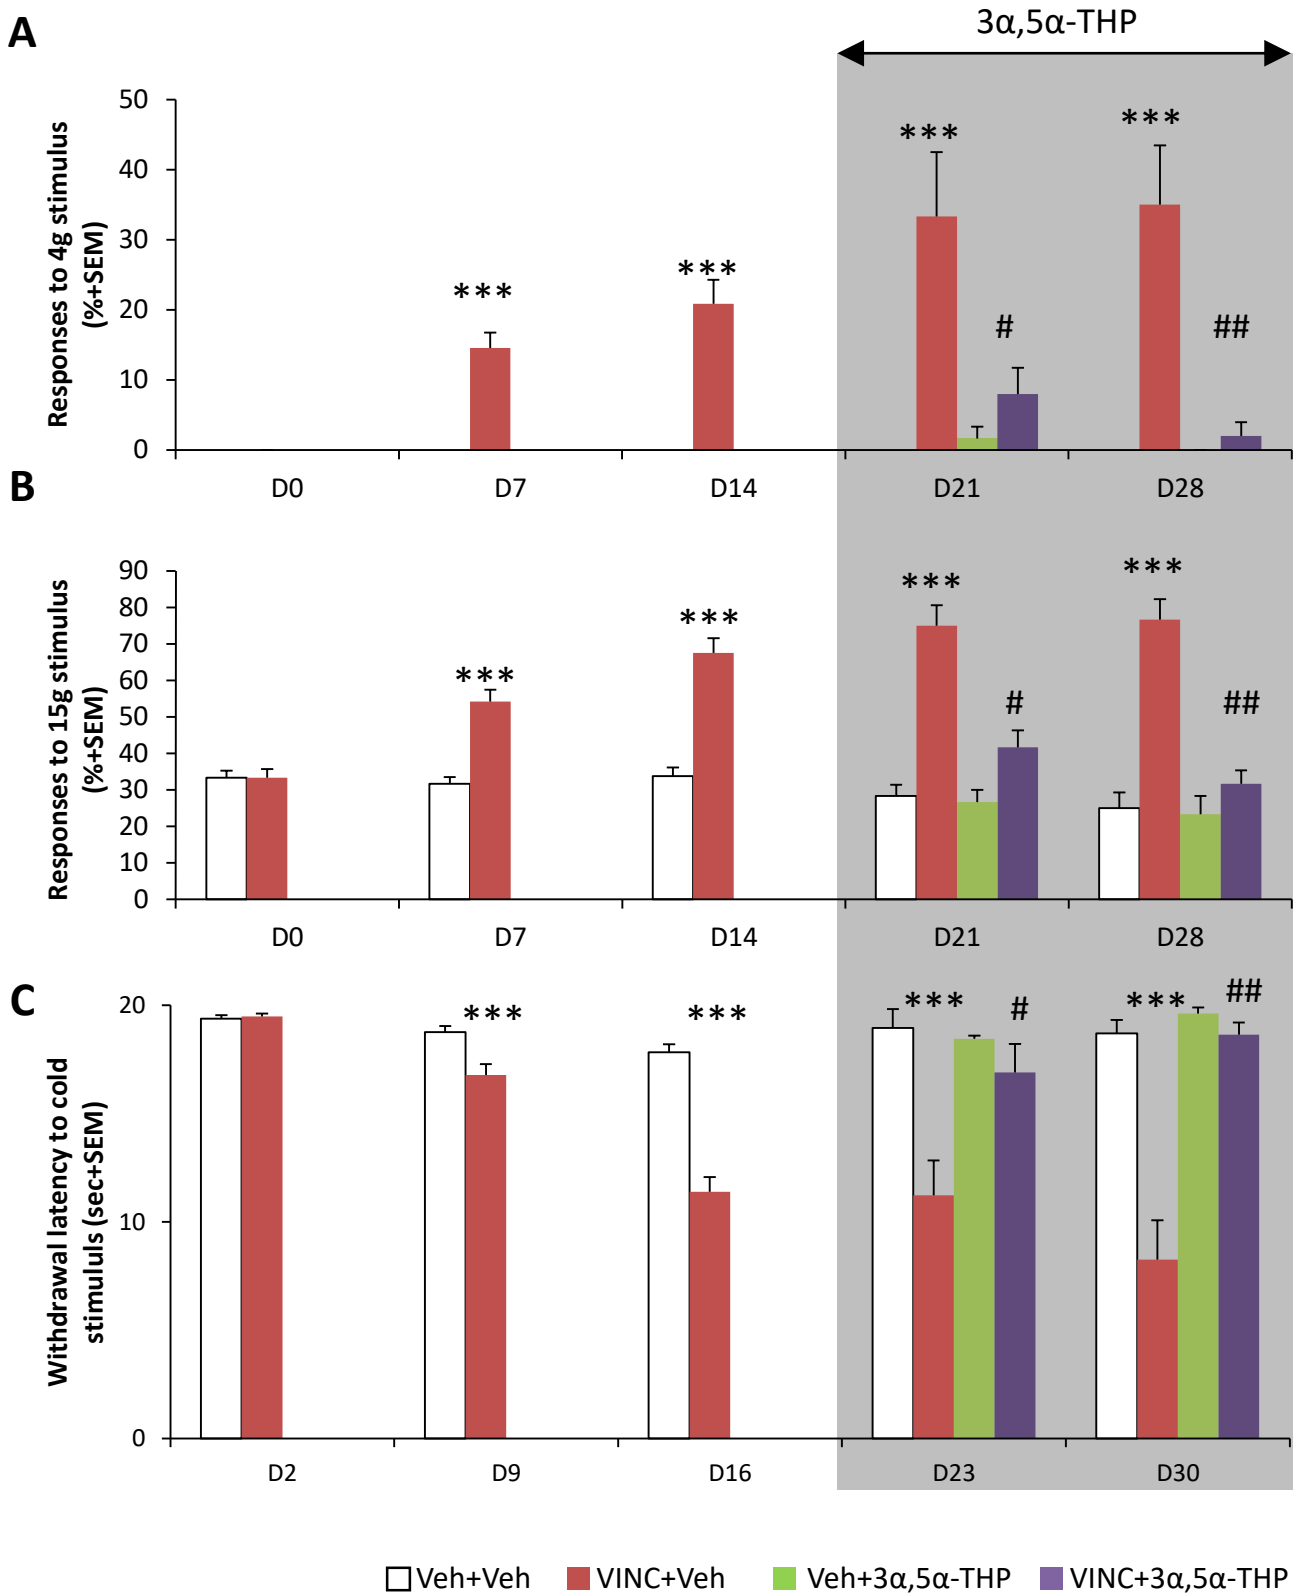 3α,5α-THP
A
Responses to 4g stimulus
(%+SEM)
50
40
30
20
10
0
***
***
***
***
#
##
D0 D7 D14 D21 D28
B
Responses to 15g stimulus
(%+SEM)
90
80
70
60
50
40
30
20
10
0
***
***
***
***
#
##
D0 D7 D14 D21 D28
C
Withdrawal latency to cold
stimululs (sec+SEM)
20
10
0
***
***
***
#
***
##
D2 D9 D16 D23 D30
Veh+Veh VINC+Veh Veh+3α,5α-THP VINC+3α,5α-THP